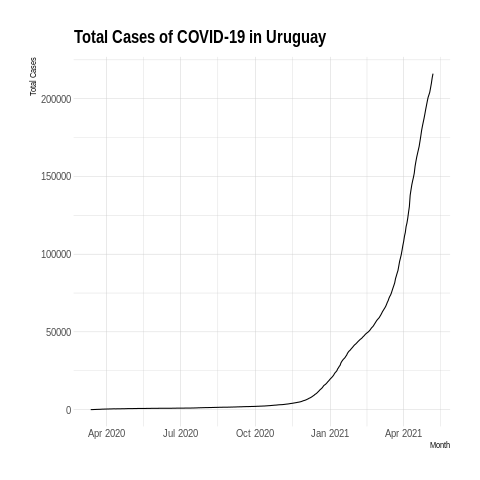 Total Cases of COVID-19 in Uruguay
Total Cases
200000
150000
100000
50000
0
Apr 2020 Jul 2020 Oct 2020 Jan 2021 Apr 2021
Month